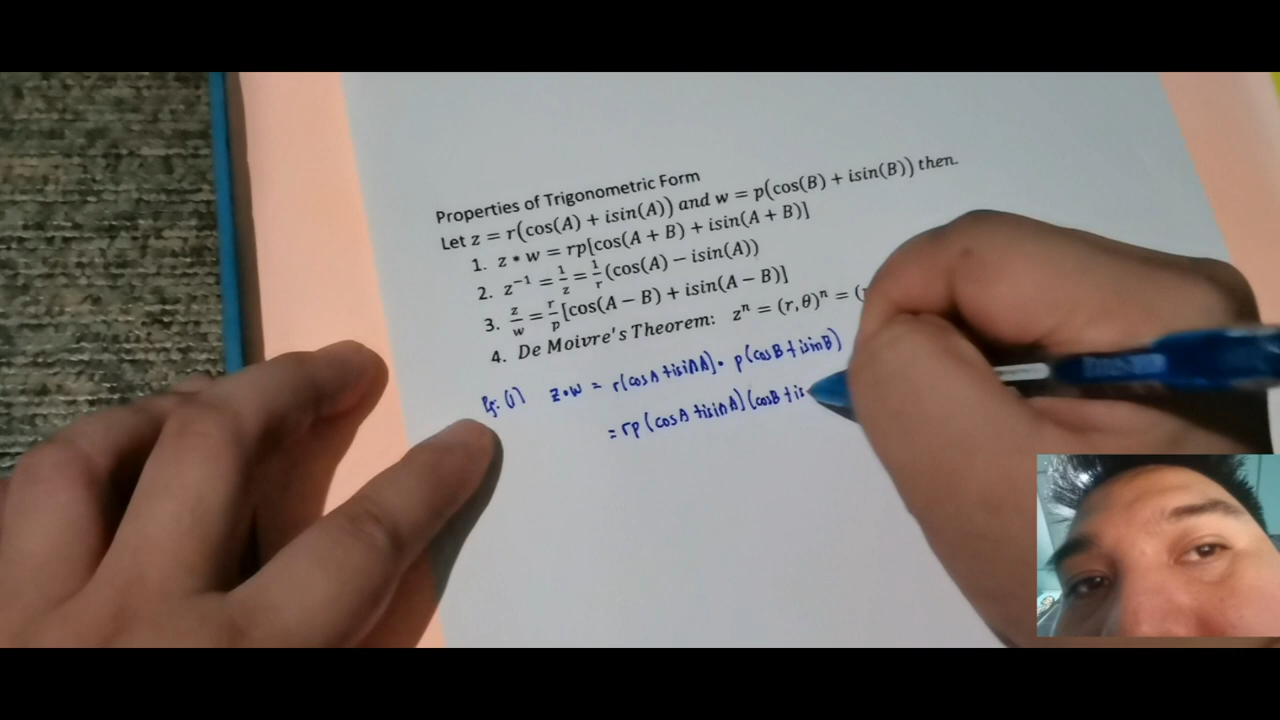 Properties of Trigonometric Form
Let z = r(cos(A) + isin(A)) and w = p(cos(B) + isin(B)) then.
1. z • w = rp[cos(A + B) + isin(A + B)]
2. z⁻¹ = 1/z = 1/r (cos(A) − isin(A))
3. z/w = r/p [cos(A − B) + isin(A − B)]
4. De Moivre's Theorem: zⁿ = (r, θ)ⁿ = (
(1) z•w = r(cosA + isinA)• p(cosB + isinB)
= rp(cosA + isinA)(cosB + is